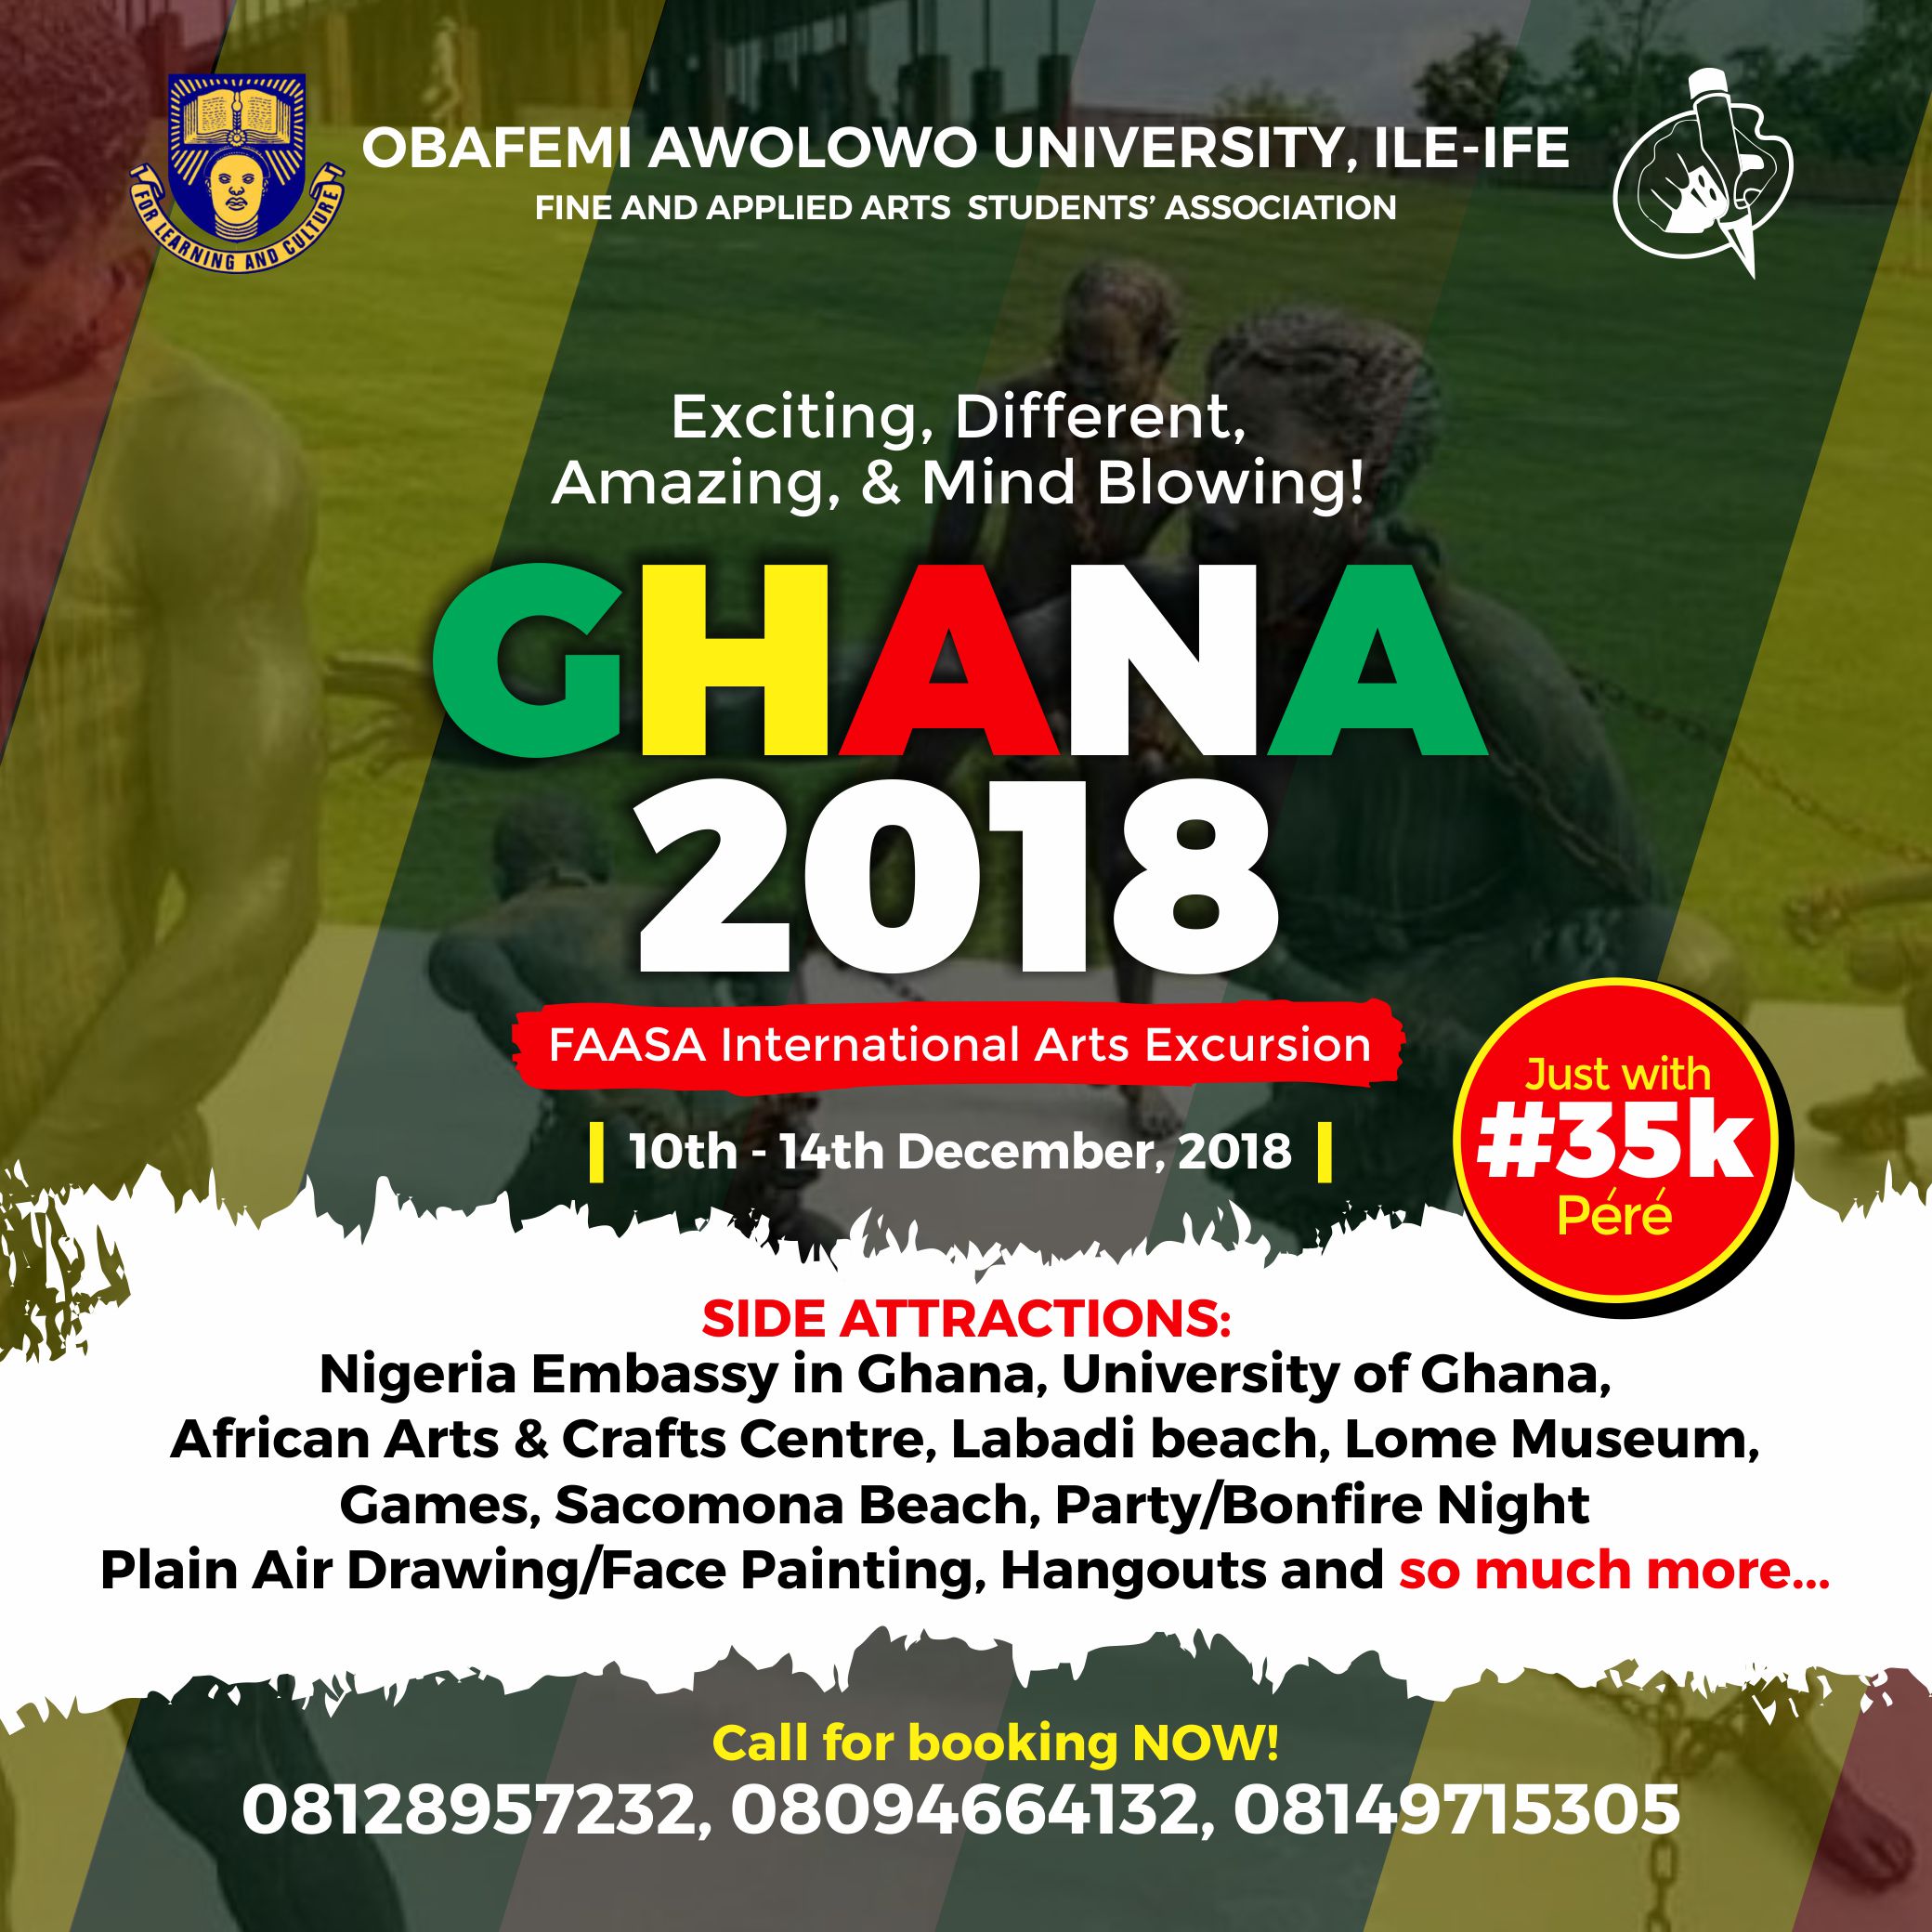 FOR LEARNING AND CULTURE
OBAFEMI AWOLOWO UNIVERSITY, ILE-IFE
FINE AND APPLIED ARTS STUDENTS' ASSOCIATION
Exciting, Different,
Amazing, & Mind Blowing!
GHANA
2018
FAASA International Arts Excursion
10th - 14th December, 2018
Just with
#35k
Péré
SIDE ATTRACTIONS:
Nigeria Embassy in Ghana, University of Ghana,
African Arts & Crafts Centre, Labadi beach, Lome Museum,
Games, Sacomona Beach, Party/Bonfire Night
Plain Air Drawing/Face Painting, Hangouts and so much more...
Call for booking NOW!
08128957232, 08094664132, 08149715305